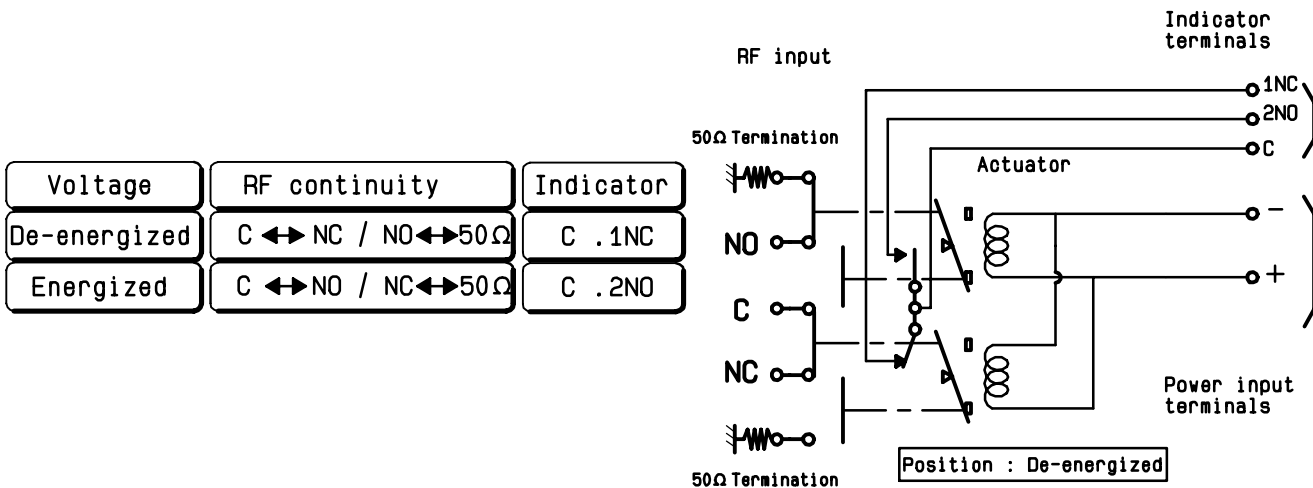 Voltage RF continuity Indicator
De-energized C ◄─► NC / NO◄─►50Ω C .1NC
Energized C ◄─► NO / NC◄─►50Ω C .2NO
Indicator
terminals
RF input
1NC
2NO
C
50Ω Termination
Actuator
NO
−
+
C
NC
Power input
terminals
50Ω Termination
Position : De-energized